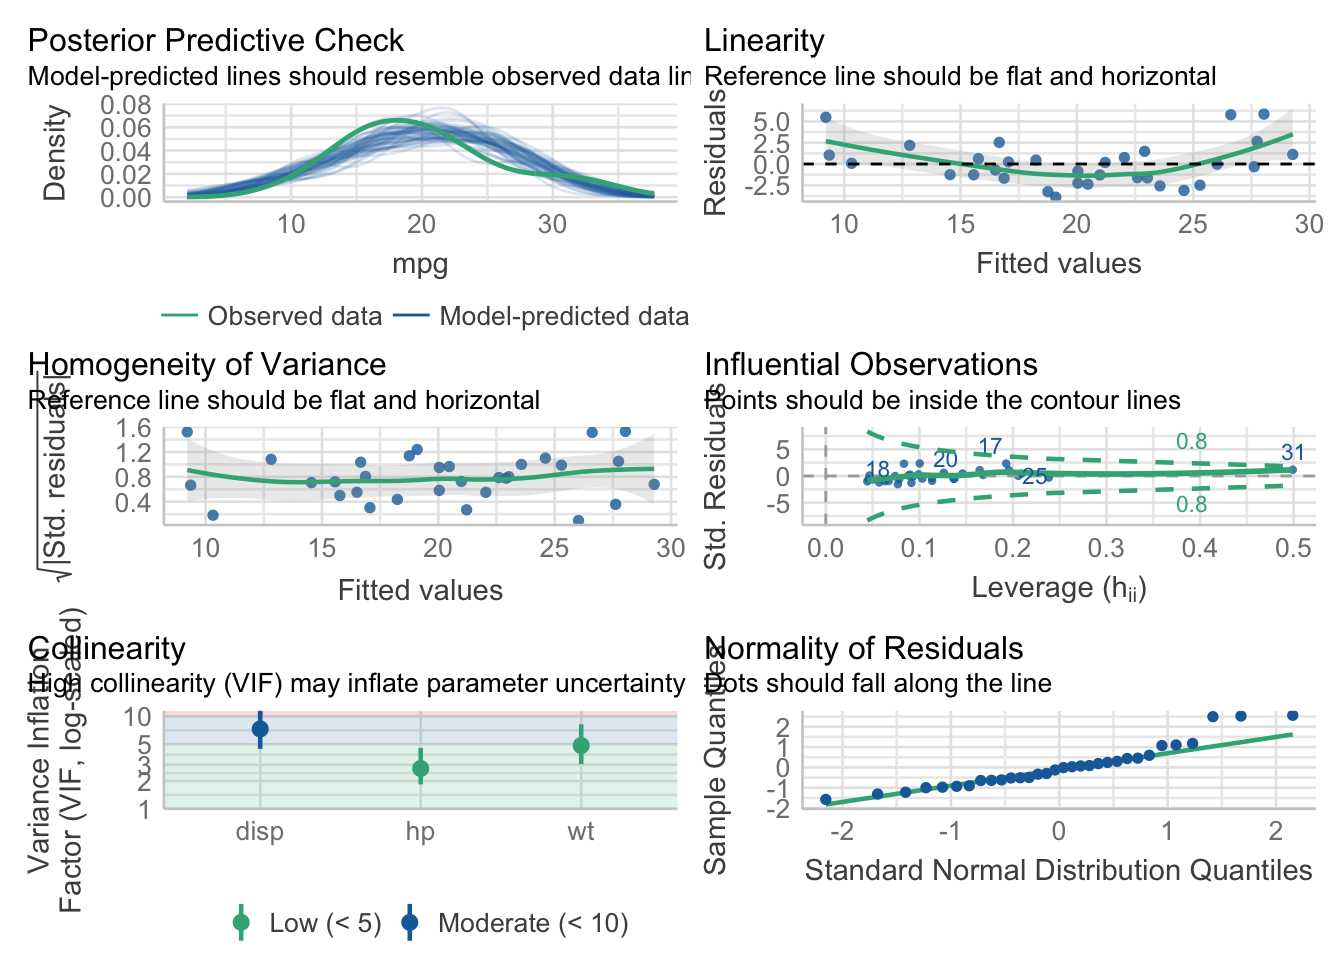 Posterior Predictive Check
Model-predicted lines should resemble observed data lin
Density
0.08
0.06
0.04
0.02
0.00
10 20 30
mpg
Observed data Model-predicted data
Linearity
Reference line should be flat and horizontal
Residuals
5.0
2.5
0.0
-2.5
10 15 20 25 30
Fitted values
Homogeneity of Variance
Reference line should be flat and horizontal
√|Std. residuals|
1.6
1.2
0.8
0.4
10 15 20 25 30
Fitted values
Influential Observations
Points should be inside the contour lines
Std. Residuals
5
0
-5
18
20
17
25
31
0.8
0.8
0.0 0.1 0.2 0.3 0.4 0.5
Leverage (hii)
Collinearity
High collinearity (VIF) may inflate parameter uncertainty
Variance Inflation
Factor (VIF, log-scaled)
10
5
3
2
1
disp hp wt
Low (< 5) Moderate (< 10)
Normality of Residuals
Dots should fall along the line
Sample Quantiles
2
1
0
-1
-2
-2 -1 0 1 2
Standard Normal Distribution Quantiles